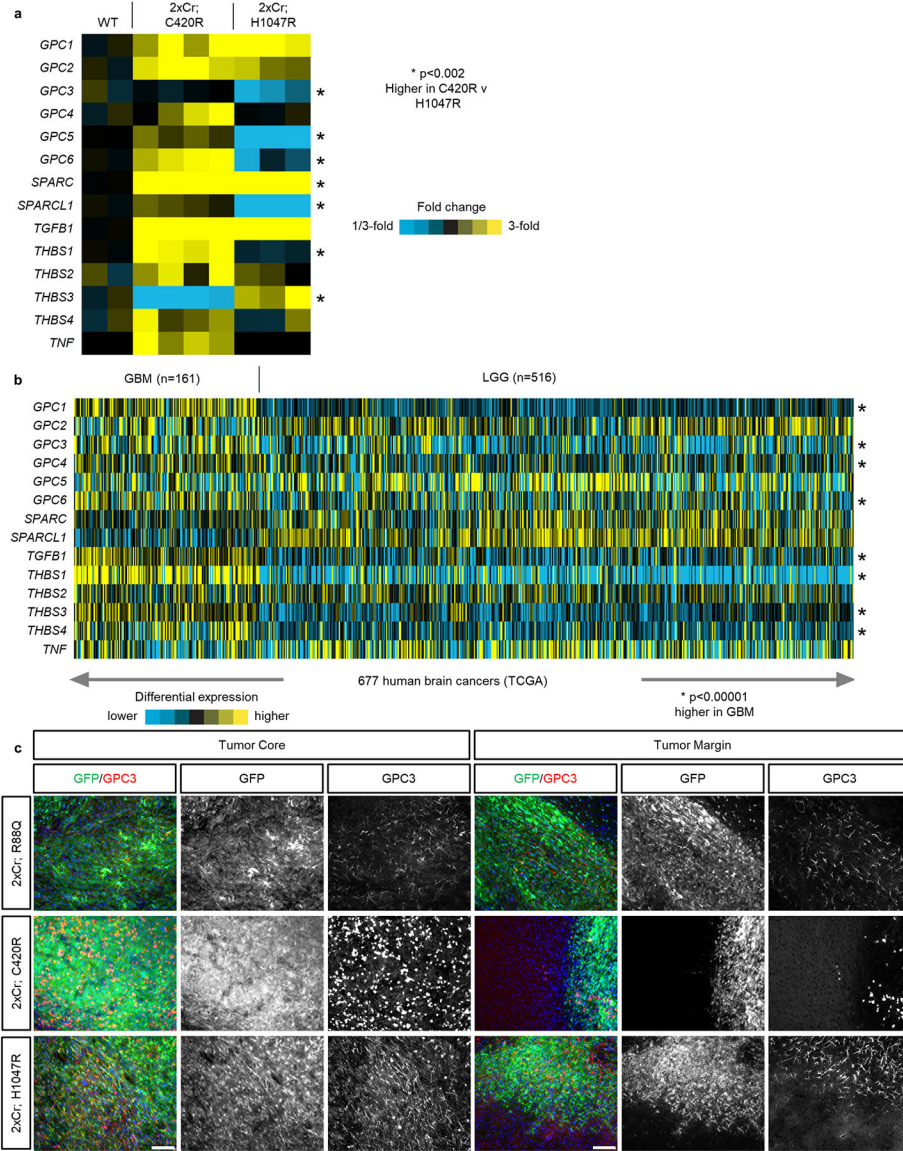 a
WT
2xCr;
C420R
2xCr;
H1047R
GPC1
GPC2
GPC3 *
GPC4
GPC5 *
GPC6 *
SPARC *
SPARCL1 *
TGFB1
THBS1 *
THBS2
THBS3 *
THBS4
TNF
* p<0.002
Higher in C420R v
H1047R
Fold change
1/3-fold 3-fold
b
GBM (n=161) LGG (n=516)
GPC1 *
GPC2
GPC3 *
GPC4 *
GPC5
GPC6 *
SPARC
SPARCL1
TGFB1 *
THBS1 *
THBS2
THBS3 *
THBS4 *
TNF
677 human brain cancers (TCGA)
Differential expression
lower higher
* p<0.00001
higher in GBM
c
Tumor Core Tumor Margin
GFP/GPC3 GFP GPC3 GFP/GPC3 GFP GPC3
2xCr; R88Q
2xCr; C420R
2xCr; H1047R